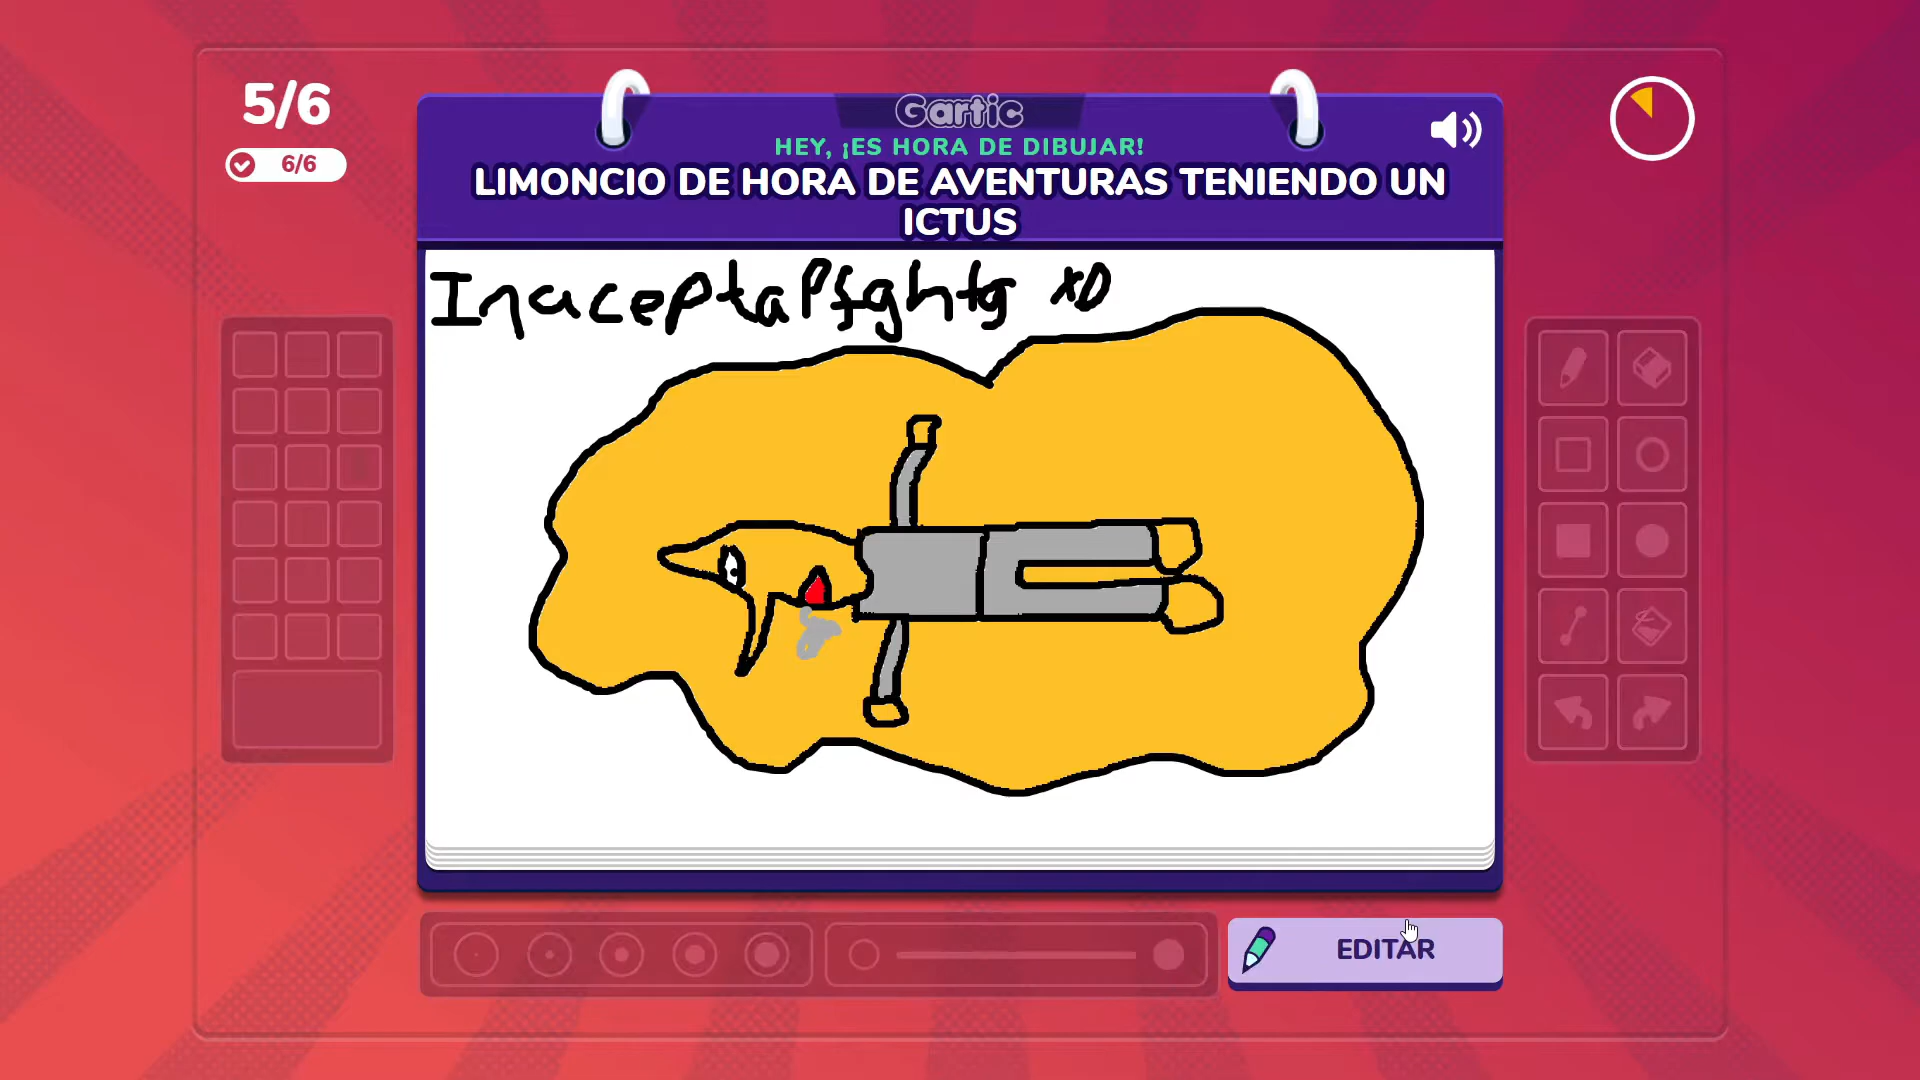 5/6
6/6
Gartic
HEY, ¡ES HORA DE DIBUJAR!
LIMONCIO DE HORA DE AVENTURAS TENIENDO UN
ICTUS
InaceptaPfghtg XD
EDITAR